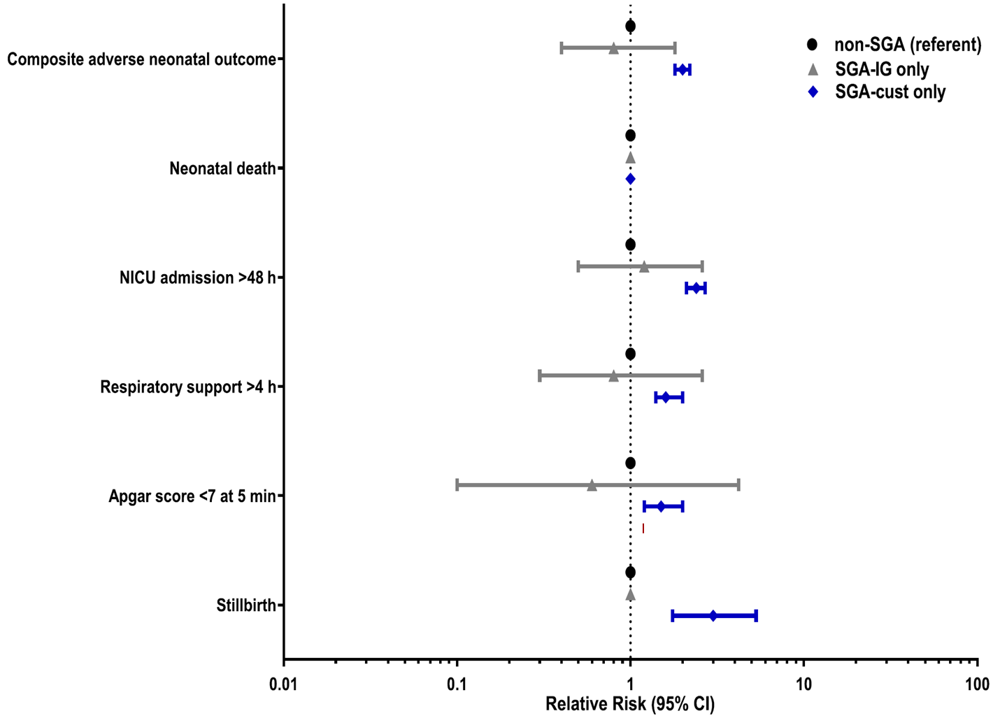 non-SGA (referent)
SGA-IG only
SGA-cust only
Composite adverse neonatal outcome
Neonatal death
NICU admission >48 h
Respiratory support >4 h
Apgar score <7 at 5 min
Stillbirth
0.01 0.1 1 10 100
Relative Risk (95% CI)